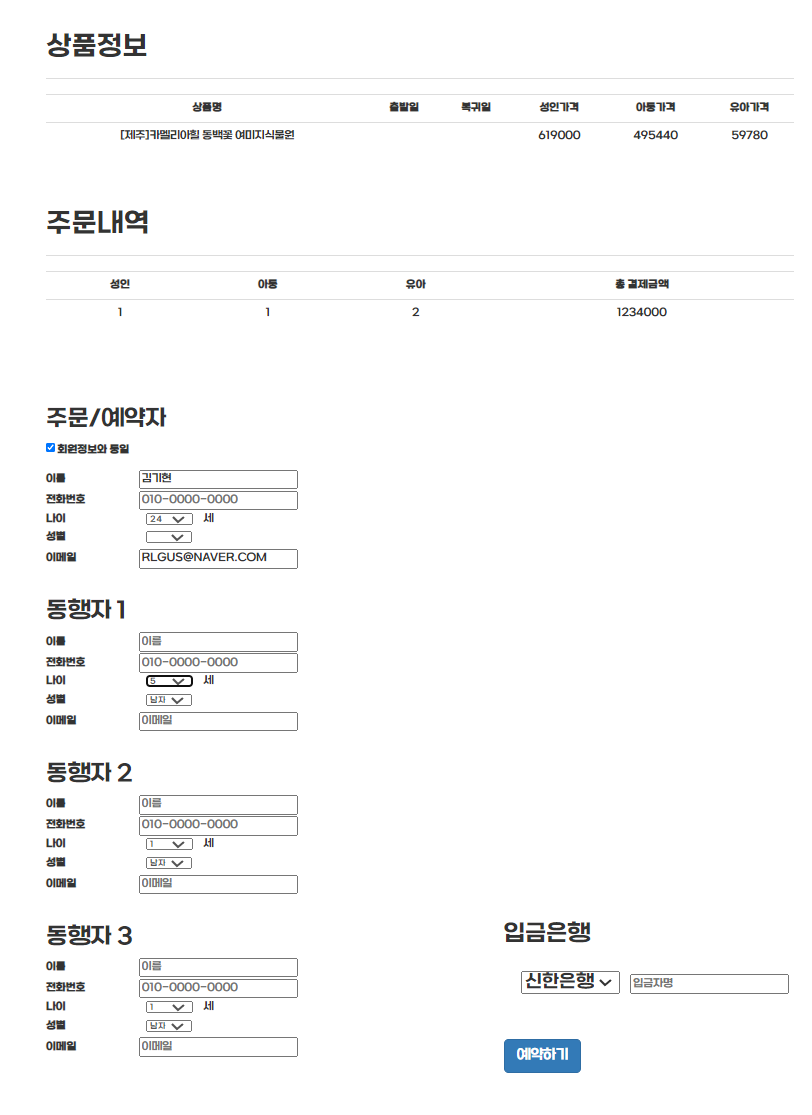 상품정보
상품명 출발일 복귀일 성인가격 아동가격 유아가격
[제주]카멜리아힐 동백꽃 여미지식물원 619000 495440 59780
주문내역
성인 아동 유아 총 결제금액
1 1 2 1234000
주문/예약자
회원정보와 동일
이름 김기현
전화번호 010-0000-0000
나이 24 세
성별
이메일 RLGUS@NAVER.COM
동행자 1
이름 이름
전화번호 010-0000-0000
나이 5 세
성별 남자
이메일 이메일
동행자 2
이름 이름
전화번호 010-0000-0000
나이 1 세
성별 남자
이메일 이메일
동행자 3
이름 이름
전화번호 010-0000-0000
나이 1 세
성별 남자
이메일 이메일
입금은행
신한은행 입금자명
예약하기